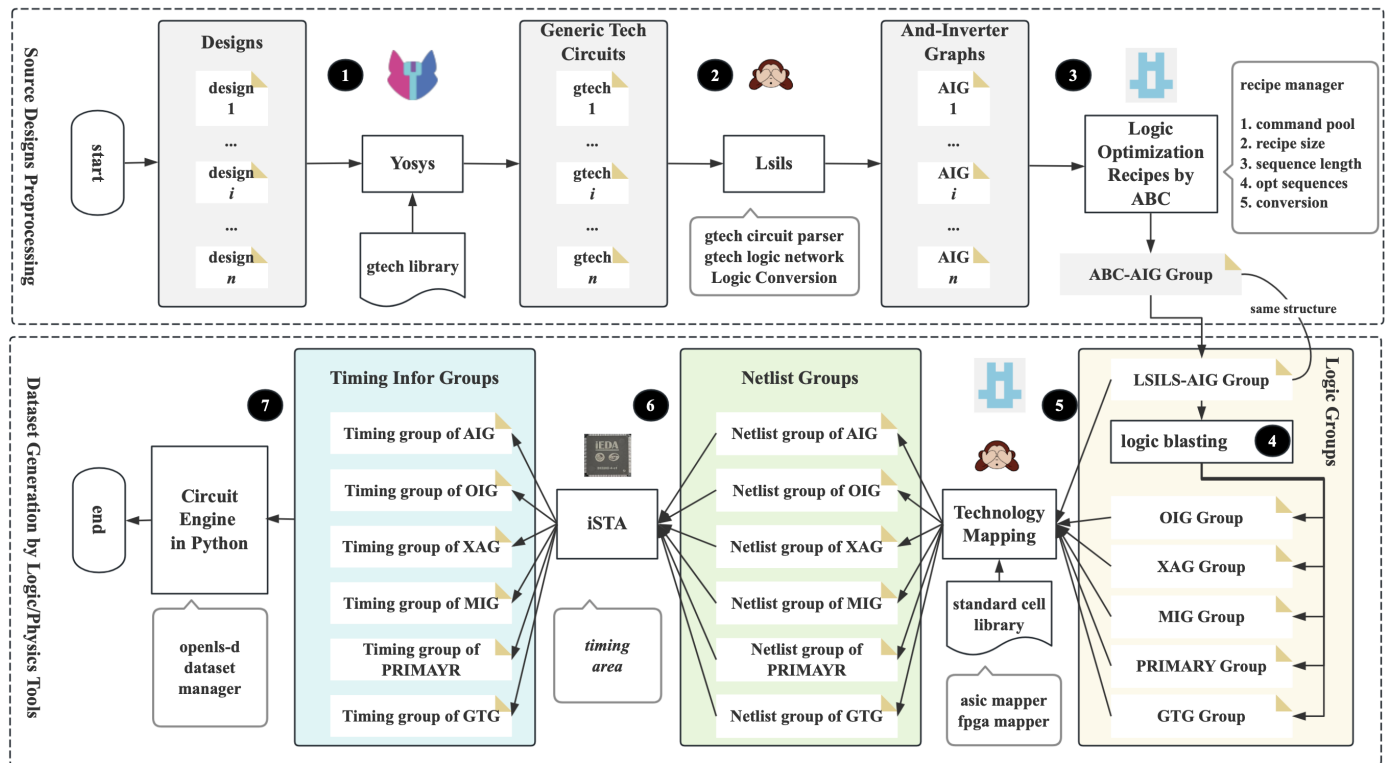 Source Designs Preprocessing
start
Designs
design
1
...
design
i
...
design
n
1
Yosys
gtech library
Generic Tech
Circuits
gtech
1
...
gtech
i
...
gtech
n
2
Lsils
gtech circuit parser
gtech logic network
Logic Conversion
And-Inverter
Graphs
AIG
1
...
AIG
i
...
AIG
n
3
Logic
Optimization
Recipes by
ABC
recipe manager
1. command pool
2. recipe size
3. sequence length
4. opt sequences
5. conversion
ABC-AIG Group
same structure
Dataset Generation by Logic/Physics Tools
Logic Groups
LSILS-AIG Group
logic blasting
4
OIG Group
XAG Group
MIG Group
PRIMARY Group
GTG Group
5
Technology
Mapping
standard cell
library
asic mapper
fpga mapper
Netlist Groups
Netlist group of AIG
Netlist group of OIG
Netlist group of XAG
Netlist group of MIG
Netlist group of
PRIMAYR
Netlist group of GTG
6
iEDA
iSTA
timing
area
Timing Infor Groups
Timing group of AIG
Timing group of OIG
Timing group of XAG
Timing group of MIG
Timing group of
PRIMAYR
Timing group of GTG
7
Circuit
Engine
in Python
openls-d
dataset
manager
end